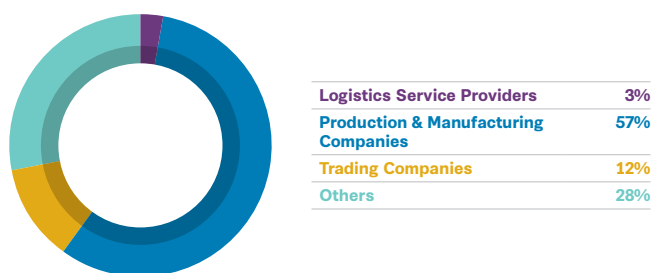 Logistics Service Providers 3%
Production & Manufacturing 57%
Companies
Trading Companies 12%
Others 28%